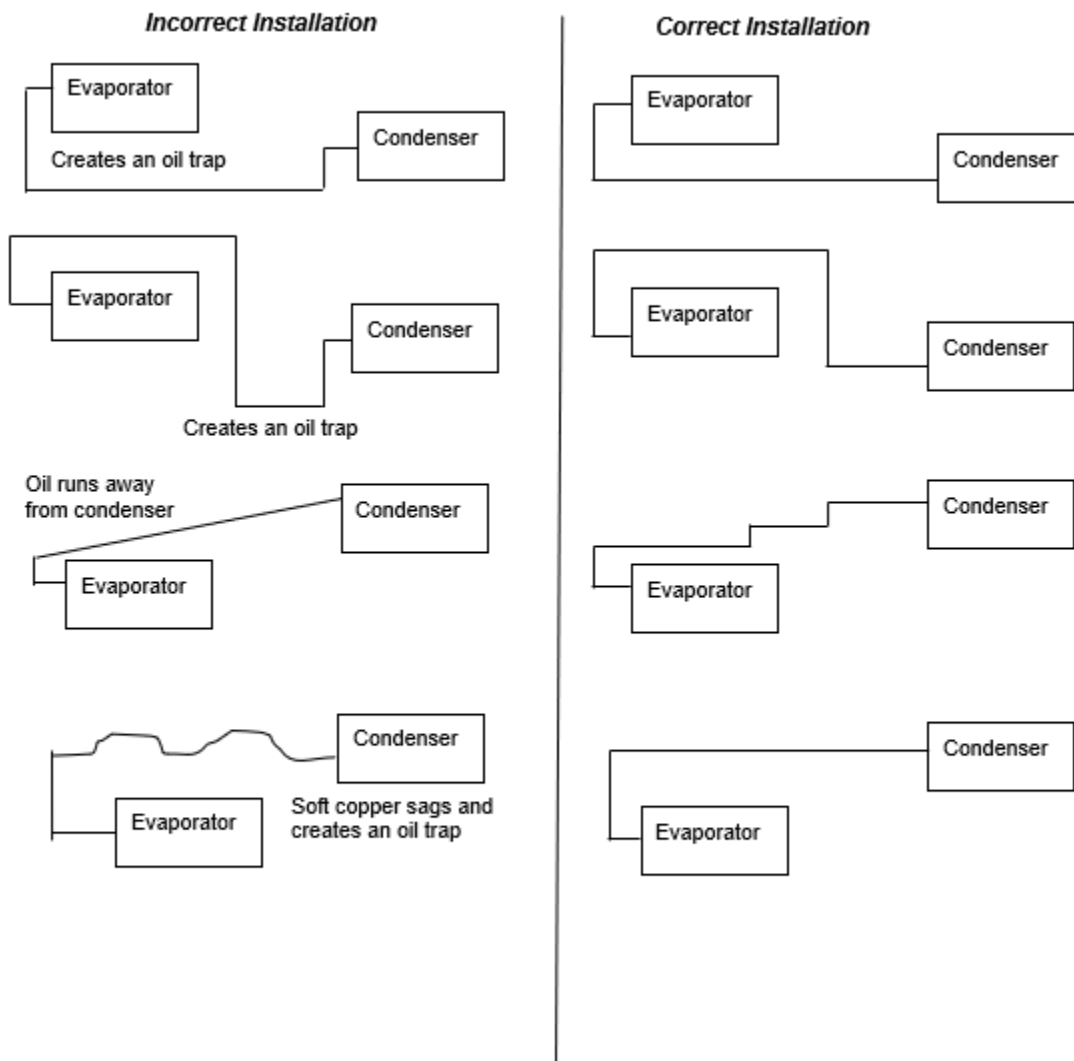 Incorrect Installation
Evaporator
Condenser
Creates an oil trap
Evaporator
Condenser
Creates an oil trap
Oil runs away
from condenser
Condenser
Evaporator
Condenser
Evaporator
Soft copper sags and
creates an oil trap
Correct Installation
Evaporator
Condenser
Evaporator
Condenser
Condenser
Evaporator
Condenser
Evaporator